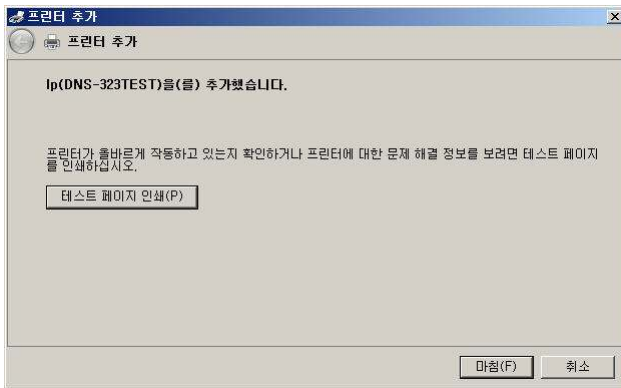 프린터 추가
프린터 추가
lp(DNS-323TEST)을(를) 추가했습니다.
프린터가 올바르게 작동하고 있는지 확인하거나 프린터에 대한 문제 해결 정보를 보려면 테스트 페이지
를 인쇄하십시오.
테스트 페이지 인쇄(P)
마침(F)
취소